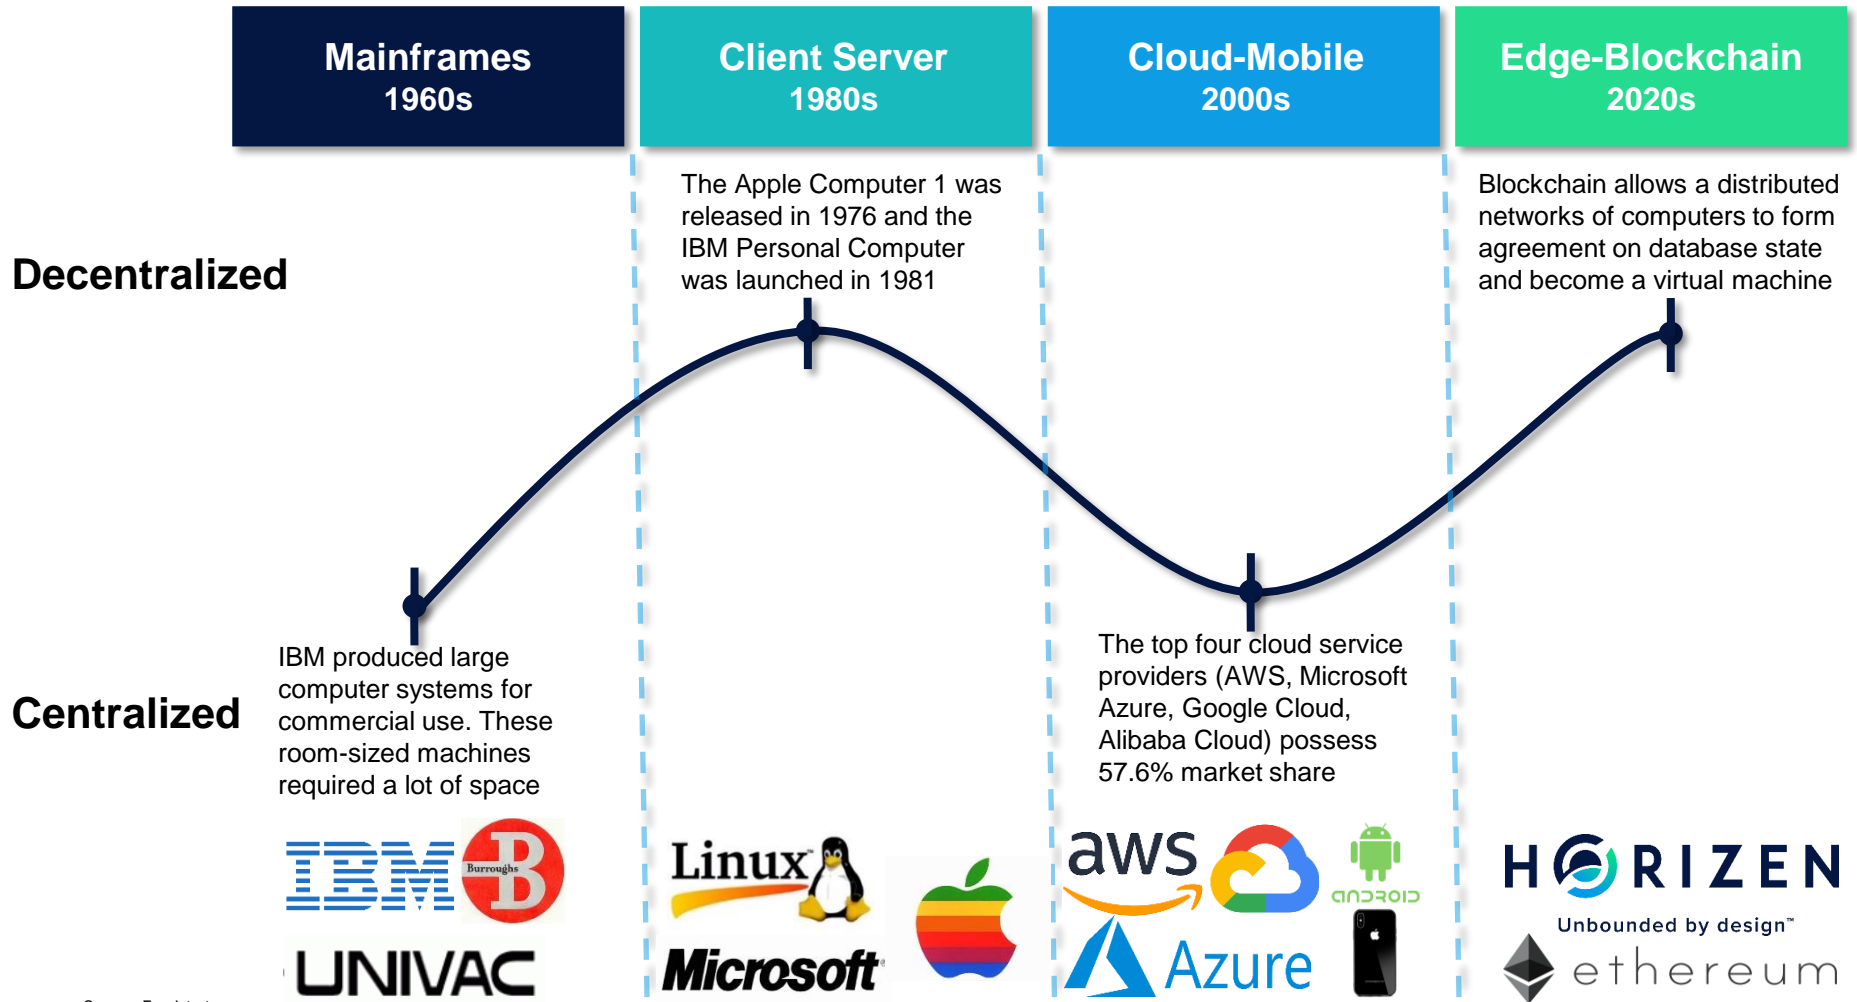 Mainframes
1960s
Client Server
1980s
Cloud-Mobile
2000s
Edge-Blockchain
2020s
Decentralized
The Apple Computer 1 was
released in 1976 and the
IBM Personal Computer
was launched in 1981
Blockchain allows a distributed
networks of computers to form
agreement on database state
and become a virtual machine
Centralized
IBM produced large
computer systems for
commercial use. These
room-sized machines
required a lot of space
The top four cloud service
providers (AWS, Microsoft
Azure, Google Cloud,
Alibaba Cloud) possess
57.6% market share
IBM
Burroughs
B
UNIVAC
Linux™
Microsoft
aws
ANDROID
Azure
HORIZEN
Unbounded by design™
ethereum